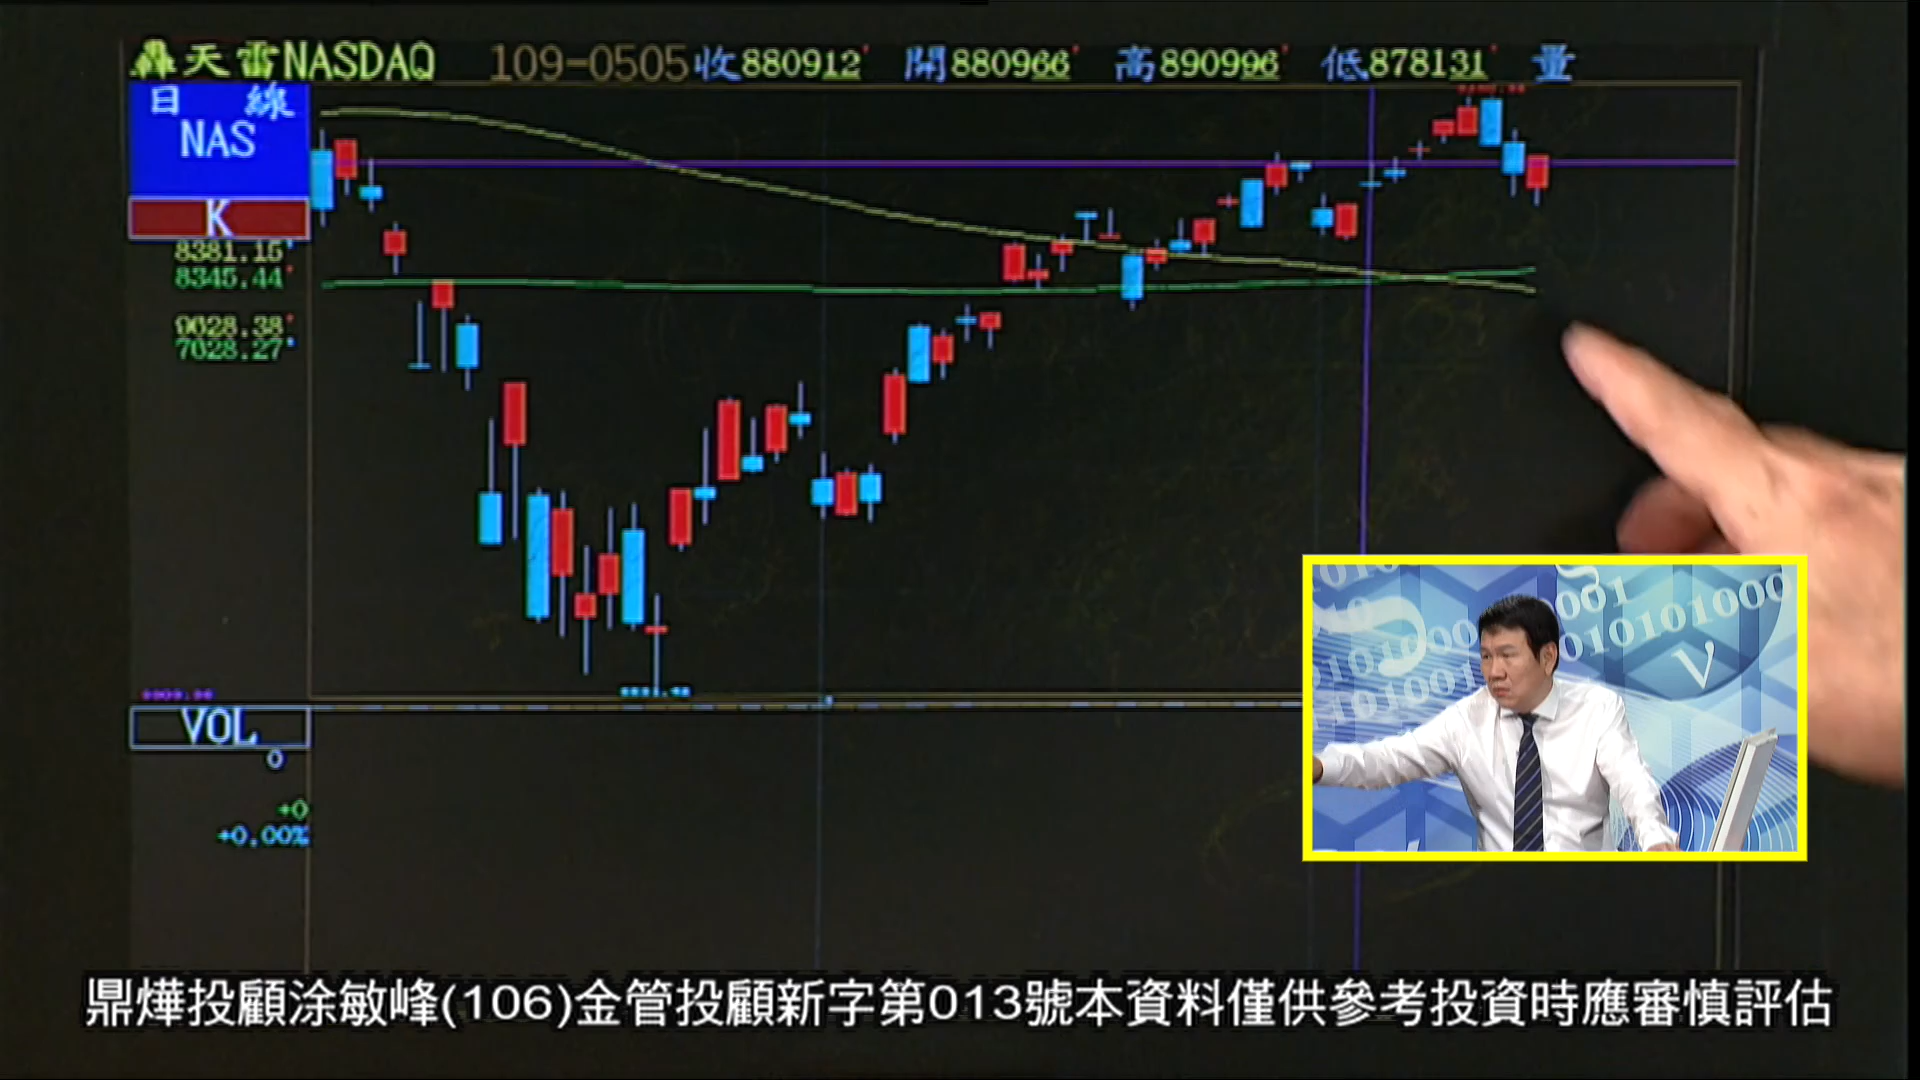 轟天雷NASDAQ 109-0505 收880912 開880966 高890996 低878131 量
日 線
NAS
K
8381.15
8345.44
9628.38
7028.27
VOL
0
+0
+0.00%
鼎燁投顧涂敏峰(106)金管投顧新字第013號本資料僅供參考投資時應審慎評估